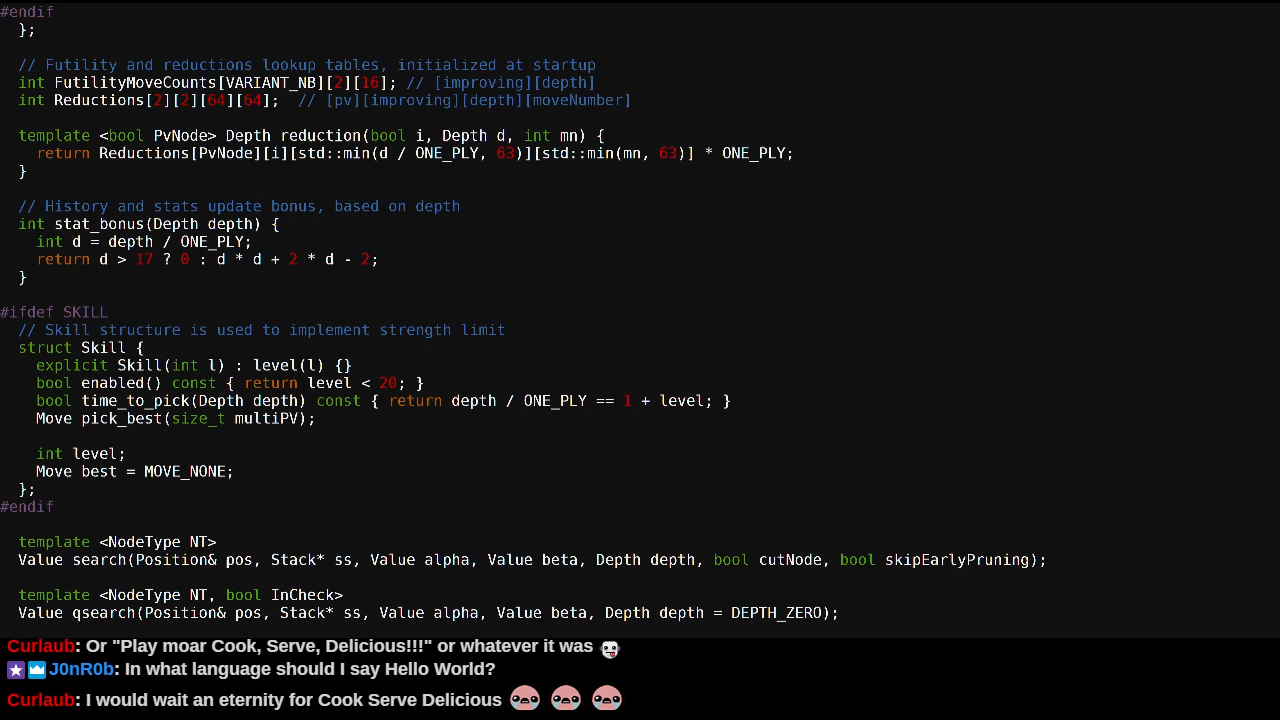 #endif
};
// Futility and reductions lookup tables, initialized at startup
int FutilityMoveCounts[VARIANT_NB][2][16]; // [improving][depth]
int Reductions[2][2][64][64];  // [pv][improving][depth][moveNumber]
template <bool PvNode> Depth reduction(bool i, Depth d, int mn) {
return Reductions[PvNode][i][std::min(d / ONE_PLY, 63)][std::min(mn, 63)] * ONE_PLY;
}
// History and stats update bonus, based on depth
int stat_bonus(Depth depth) {
int d = depth / ONE_PLY;
return d > 17 ? 0 : d * d + 2 * d - 2;
}
#ifdef SKILL
// Skill structure is used to implement strength limit
struct Skill {
explicit Skill(int l) : level(l) {}
bool enabled() const { return level < 20; }
bool time_to_pick(Depth depth) const { return depth / ONE_PLY == 1 + level; }
Move pick_best(size_t multiPV);
int level;
Move best = MOVE_NONE;
};
#endif
template <NodeType NT>
Value search(Position& pos, Stack* ss, Value alpha, Value beta, Depth depth, bool cutNode, bool skipEarlyPruning);
template <NodeType NT, bool InCheck>
Value qsearch(Position& pos, Stack* ss, Value alpha, Value beta, Depth depth = DEPTH_ZERO);
Curlaub: Or "Play moar Cook, Serve, Delicious!!!" or whatever it was
J0nR0b: In what language should I say Hello World?
Curlaub: I would wait an eternity for Cook Serve Delicious